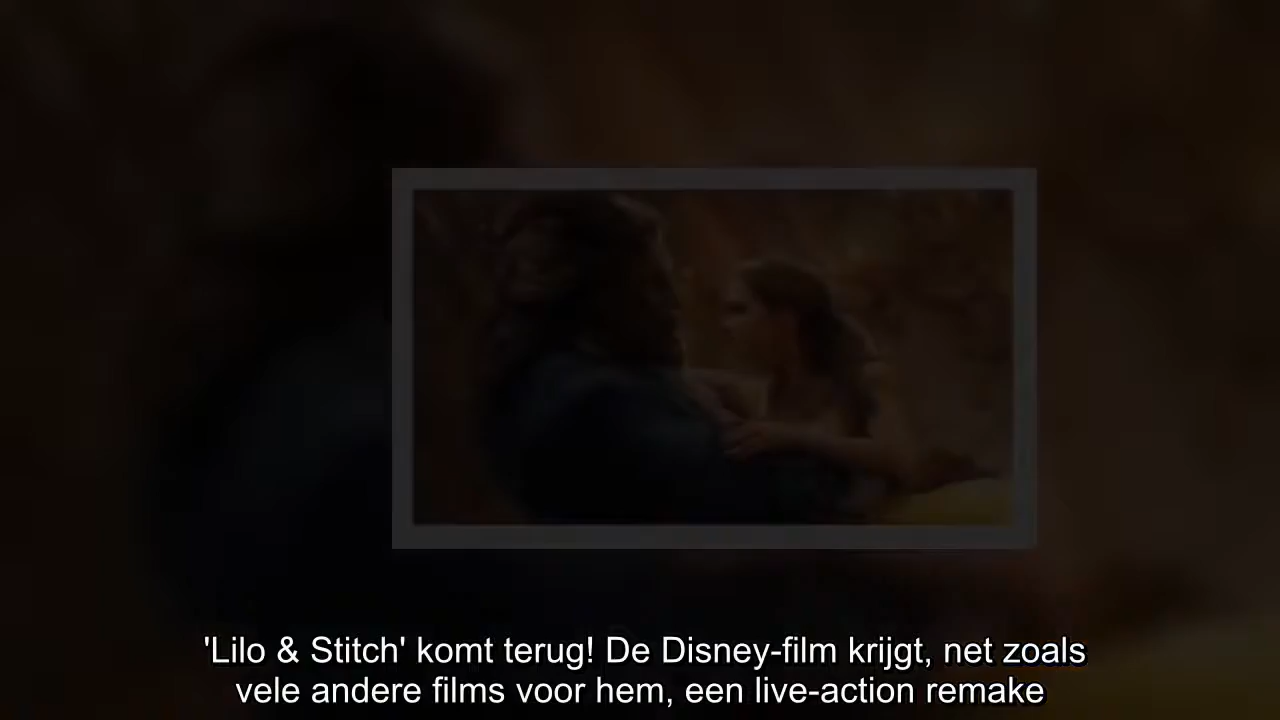 'Lilo & Stitch' komt terug! De Disney-film krijgt, net zoals
vele andere films voor hem, een live-action remake